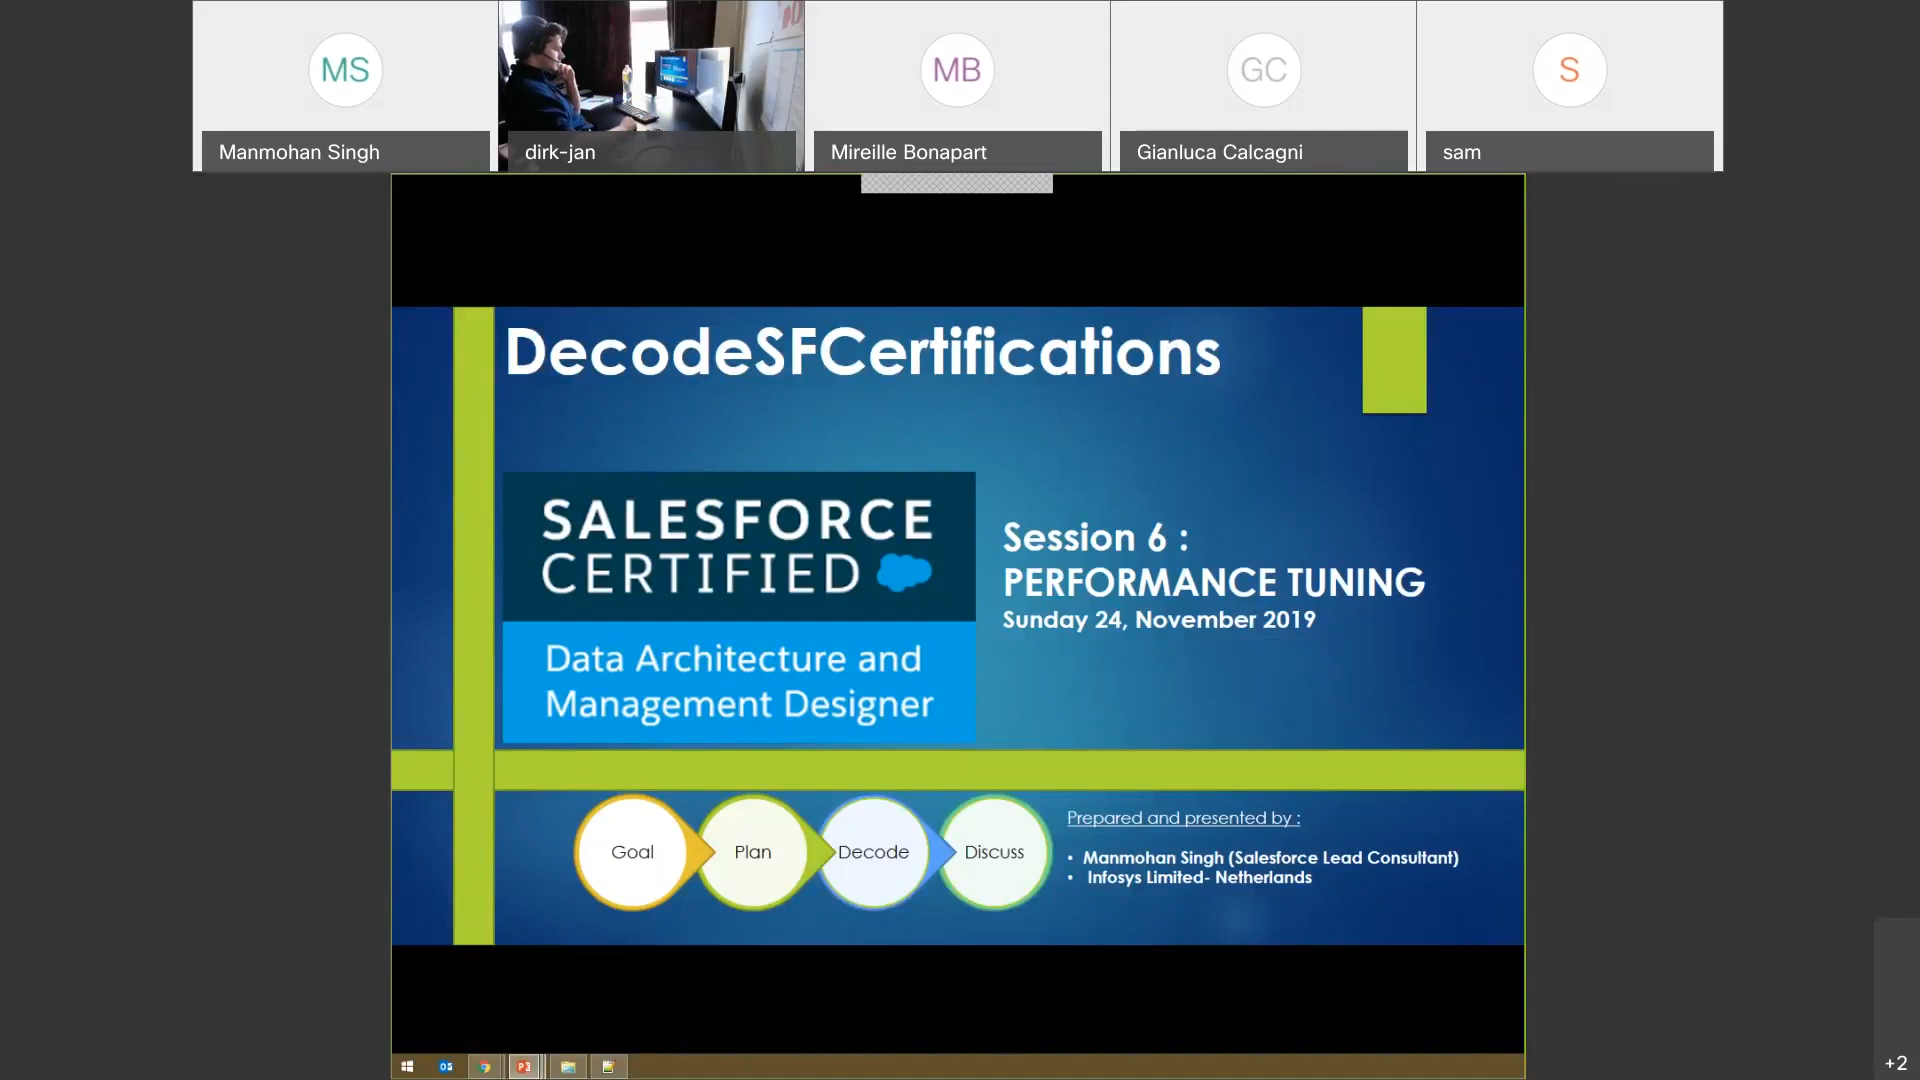 MS
MB
GC
S
Manmohan Singh
dirk-jan
Mireille Bonapart
Gianluca Calcagni
sam
DecodeSFCertifications
SALESFORCE
CERTIFIED
Data Architecture and
Management Designer
Session 6 :
PERFORMANCE TUNING
Sunday 24, November 2019
Goal
Plan
Decode
Discuss
Prepared and presented by :
• Manmohan Singh (Salesforce Lead Consultant)
• Infosys Limited- Netherlands
+2